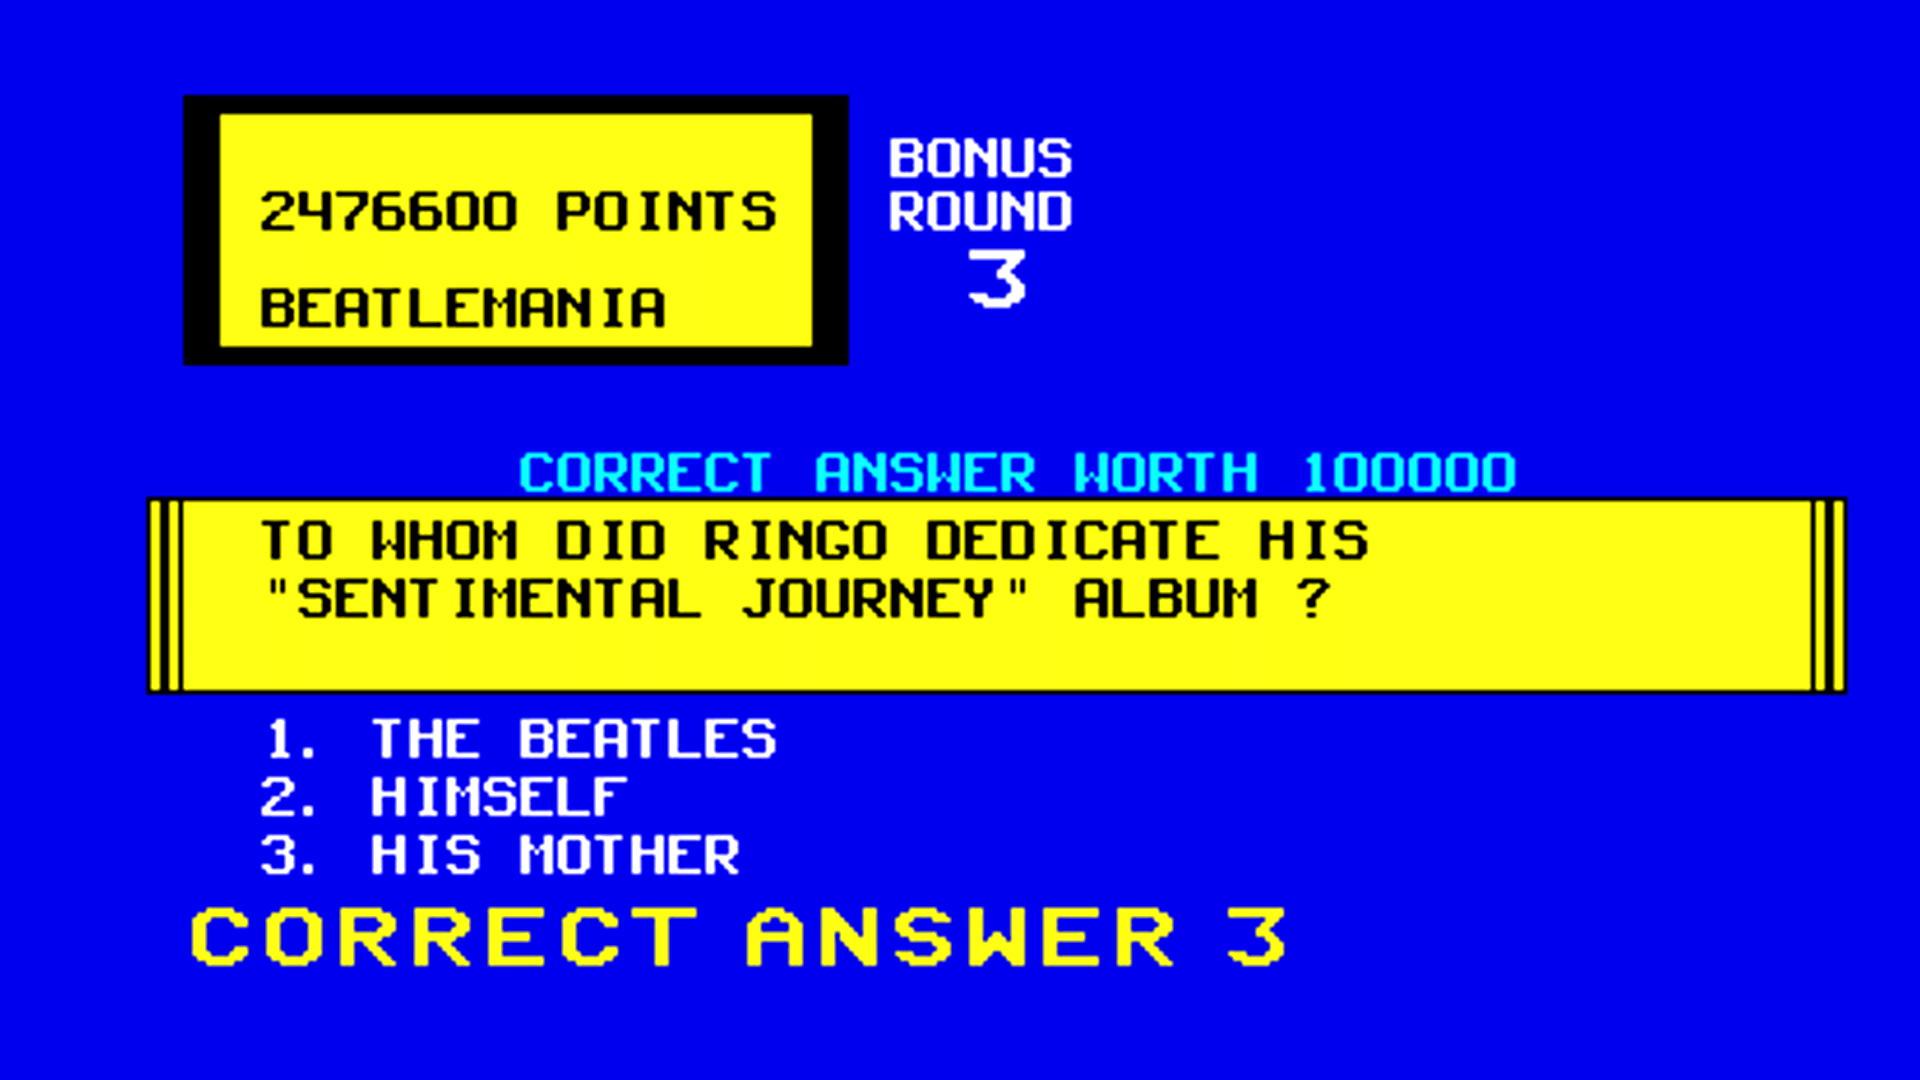 2476600 POINTS
BEATLEMANIA
BONUS
ROUND
3
CORRECT ANSWER WORTH 100000
TO WHOM DID RINGO DEDICATE HIS
"SENTIMENTAL JOURNEY" ALBUM ?
1. THE BEATLES
2. HIMSELF
3. HIS MOTHER
CORRECT ANSWER 3